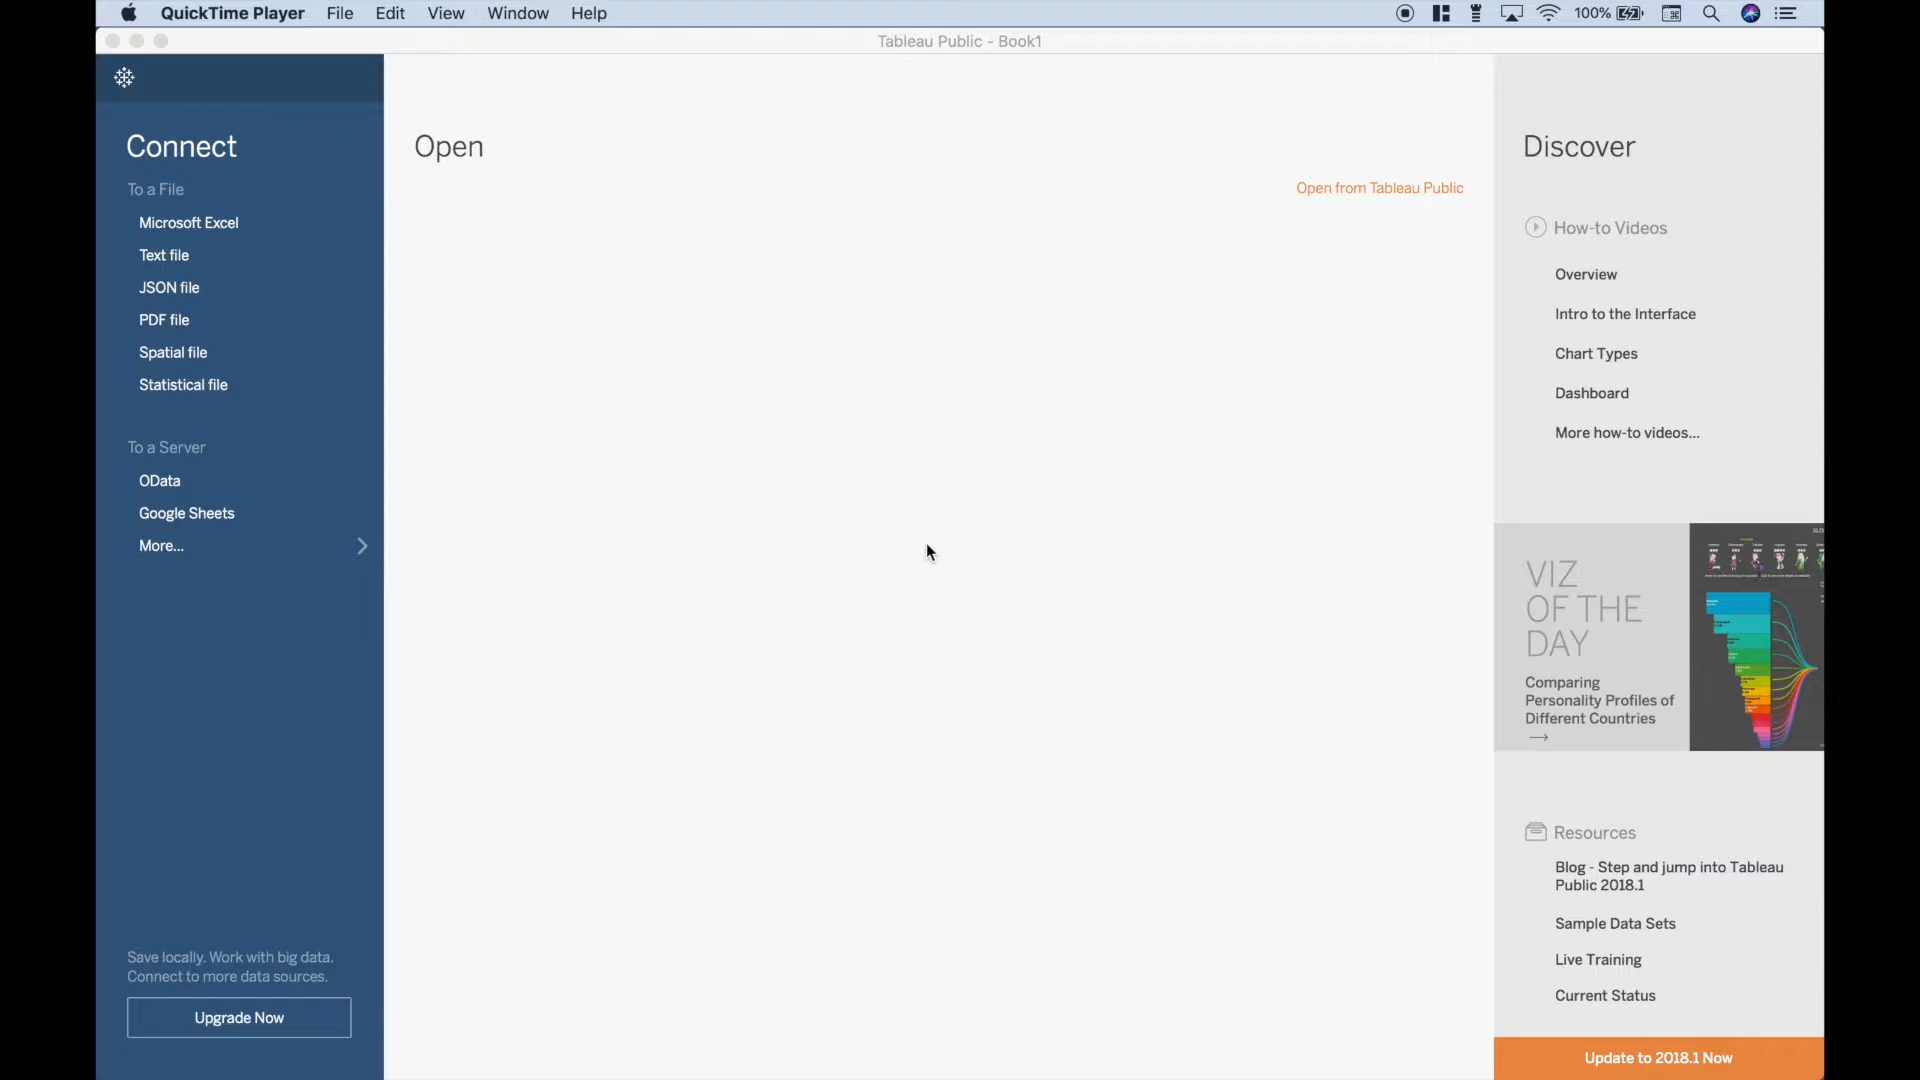 QuickTime Player File Edit View Window Help 100%
Tableau Public - Book1
Connect
To a File
Microsoft Excel
Text file
JSON file
PDF file
Spatial file
Statistical file
To a Server
OData
Google Sheets
More...
Save locally. Work with big data.
Connect to more data sources.
Upgrade Now
Open
Open from Tableau Public
Discover
How-to Videos
Overview
Intro to the Interface
Chart Types
Dashboard
More how-to videos...
VIZ
OF THE
DAY
Comparing
Personality Profiles of
Different Countries
Resources
Blog - Step and jump into Tableau
Public 2018.1
Sample Data Sets
Live Training
Current Status
Update to 2018.1 Now